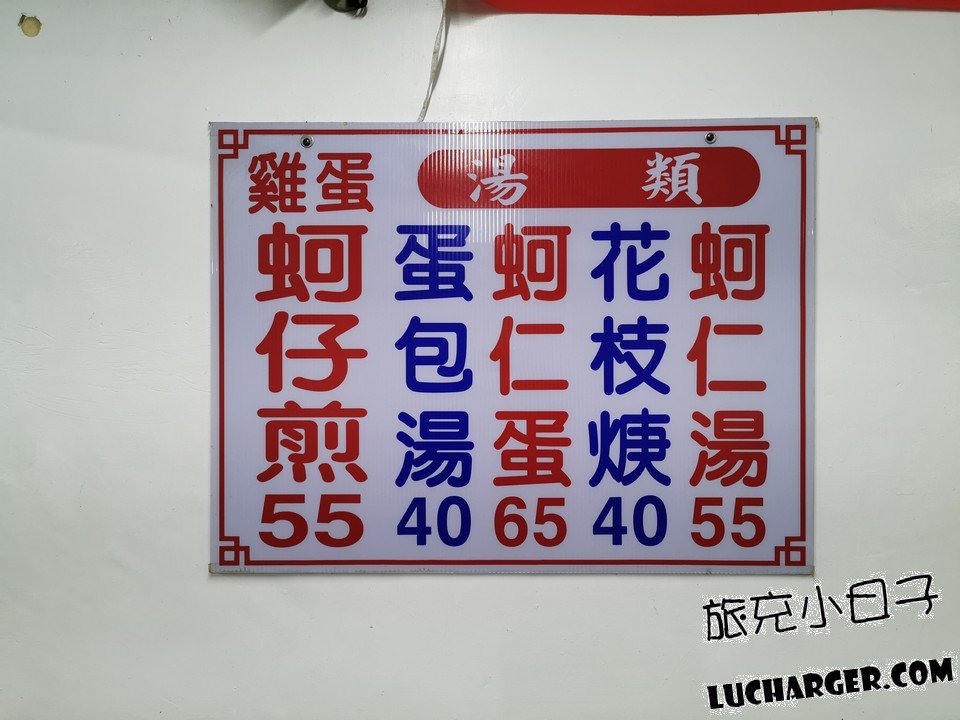 湯類
蚵仁湯 55
花枝焿 40
蚵仁蛋 65
蛋包湯 40
雞蛋
蚵仔煎 55
旅充小日子
LUCHARGER.COM